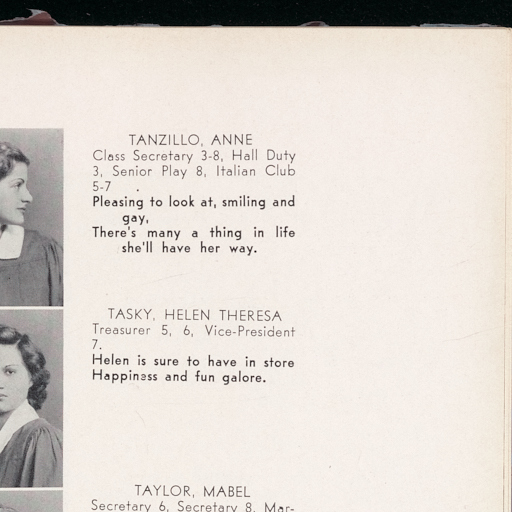 TANZILLO, ANNE
Class Secretary 3-8, Hall Duty
3, Senior Play 8, Italian Club
5-7
Pleasing to look at, smiling and
gay,
There's many a thing in life
she'll have her way.
TASKY, HELEN THERESA
Treasurer 5, 6, Vice-President
7.
Helen is sure to have in store
Happiness and fun galore.
TAYLOR, MABEL
Secretary 6, Secretary 8, Mar-